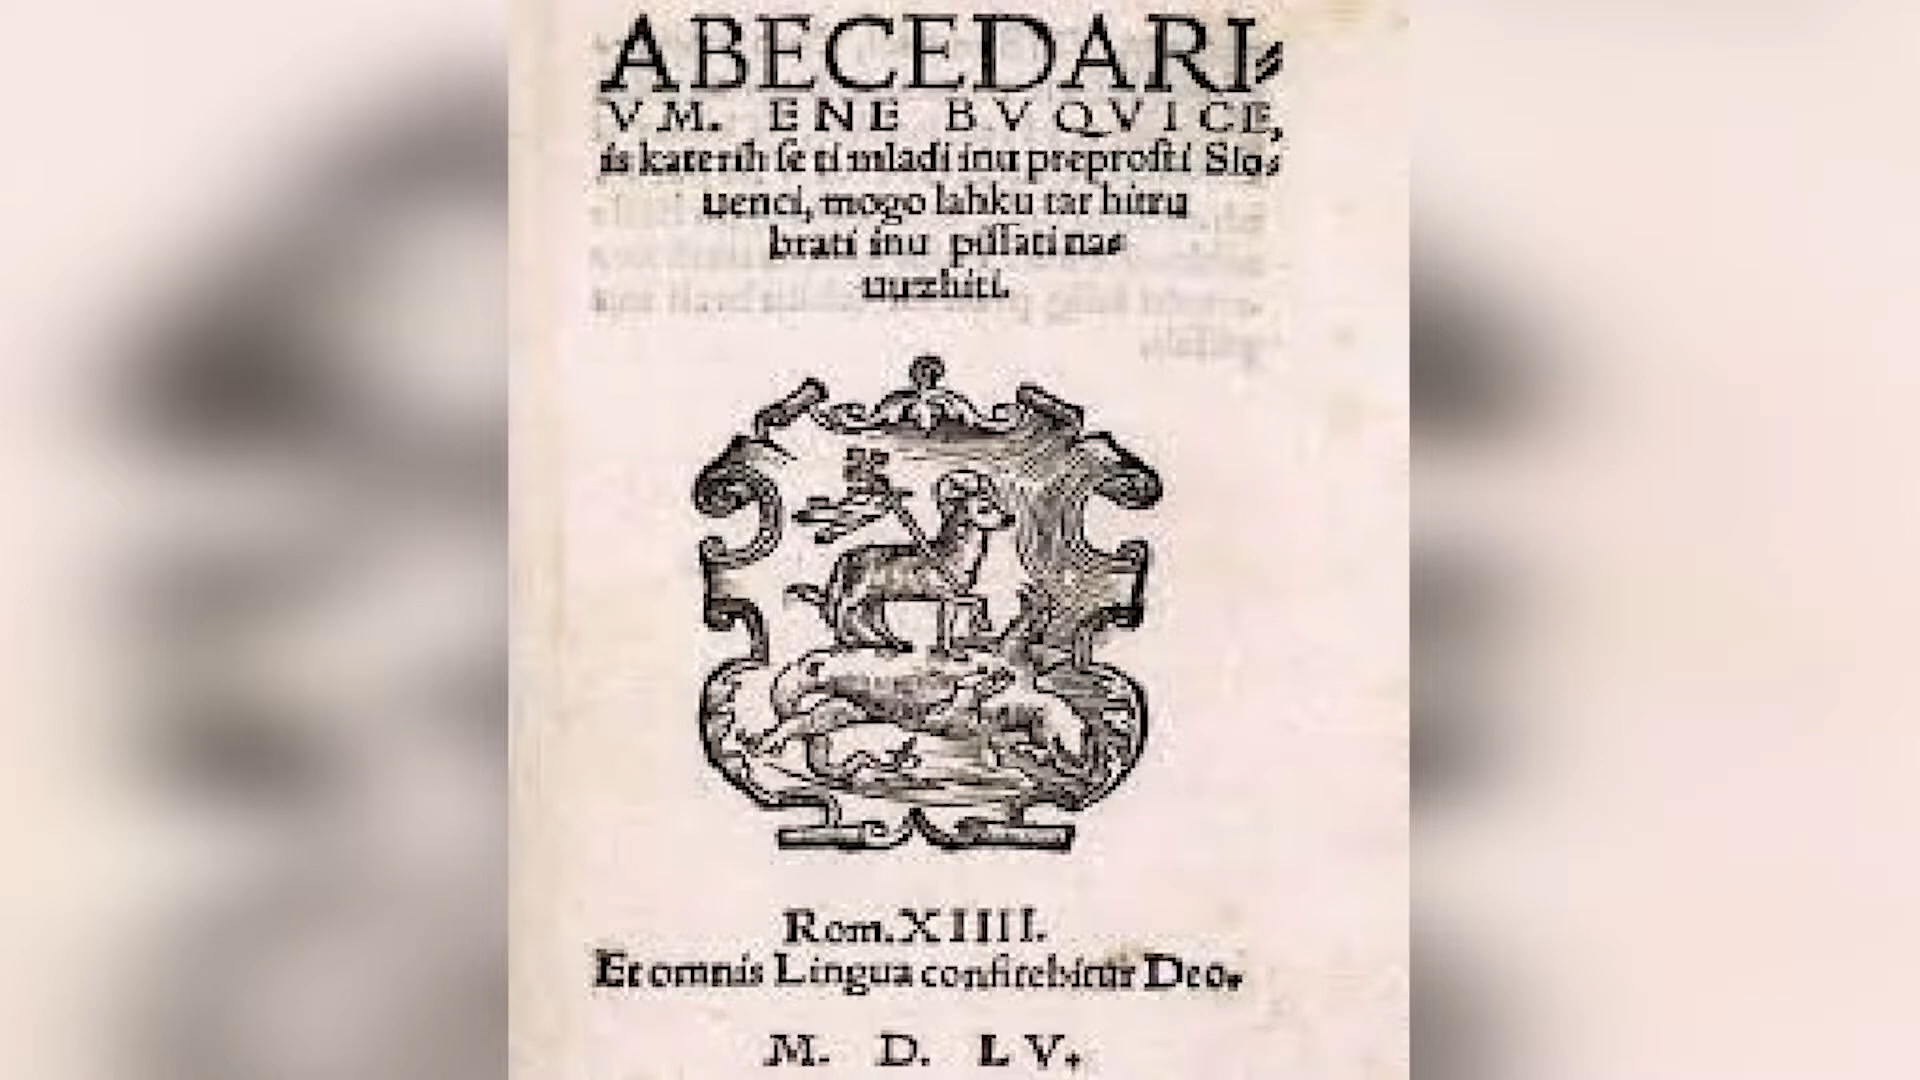 ABECEDARI⸗
VM. ENE BVQVICE,
is katerih ſe ti mladi inu preproſti Slo⸗
uenci, mogo lahku tar hitru
brati inu piſſati na⸗
uuzhiti.
Rom. XIIII.
Et omnis Lingua confitebitur Deo.
M. D. LV.